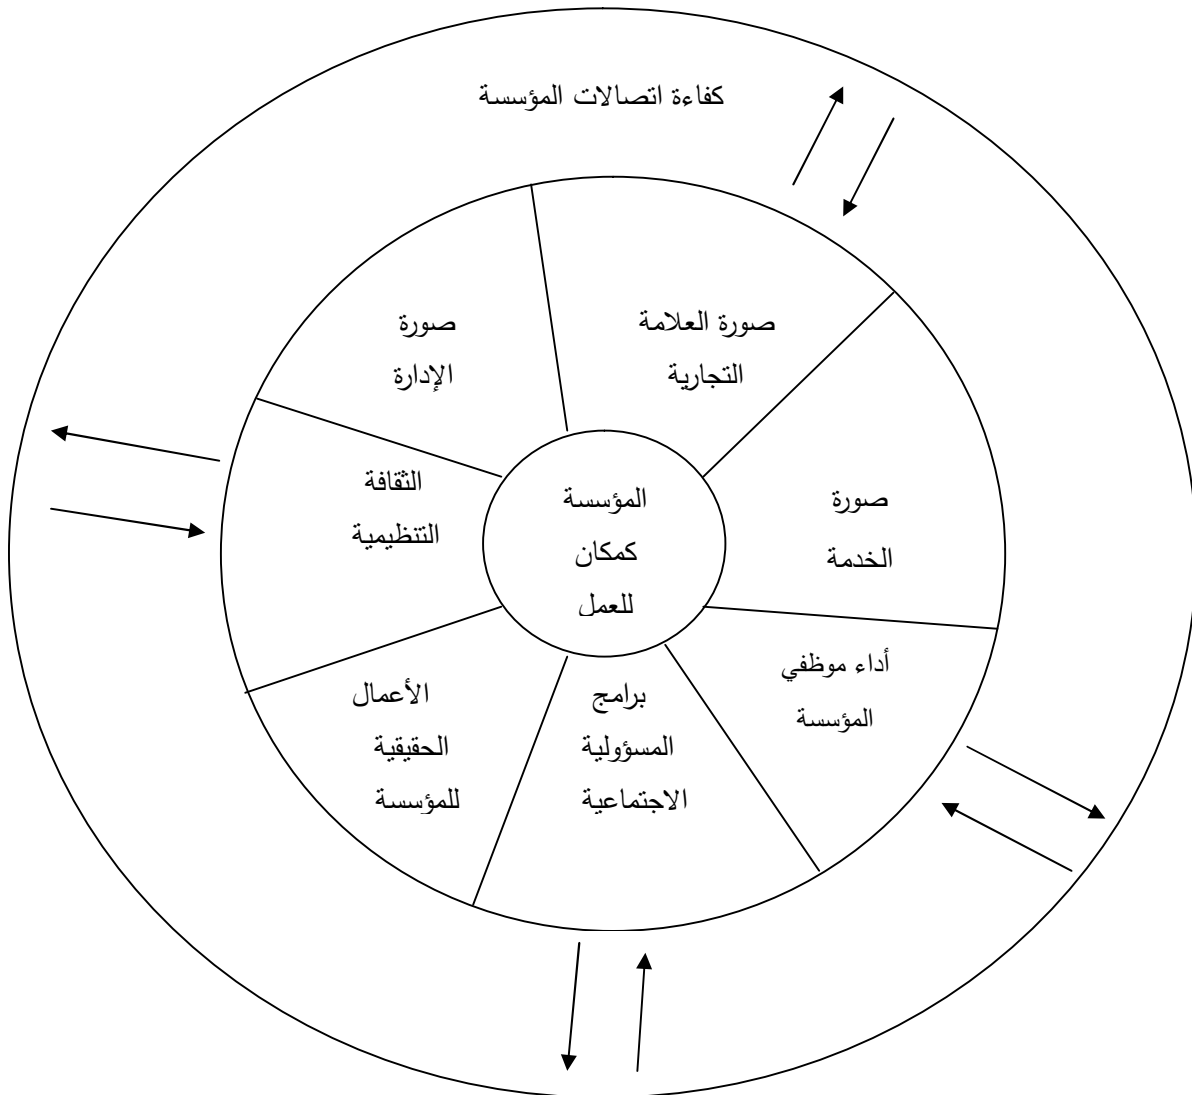 كفاءة اتصالات المؤسسة
صورة العلامة
التجارية
صورة
الإدارة
صورة
الخدمة
الثقافة
التنظيمية
المؤسسة
كمكان
للعمل
أداء موظفي
المؤسسة
برامج
المسؤولية
الاجتماعية
الأعمال
الحقيقية
للمؤسسة